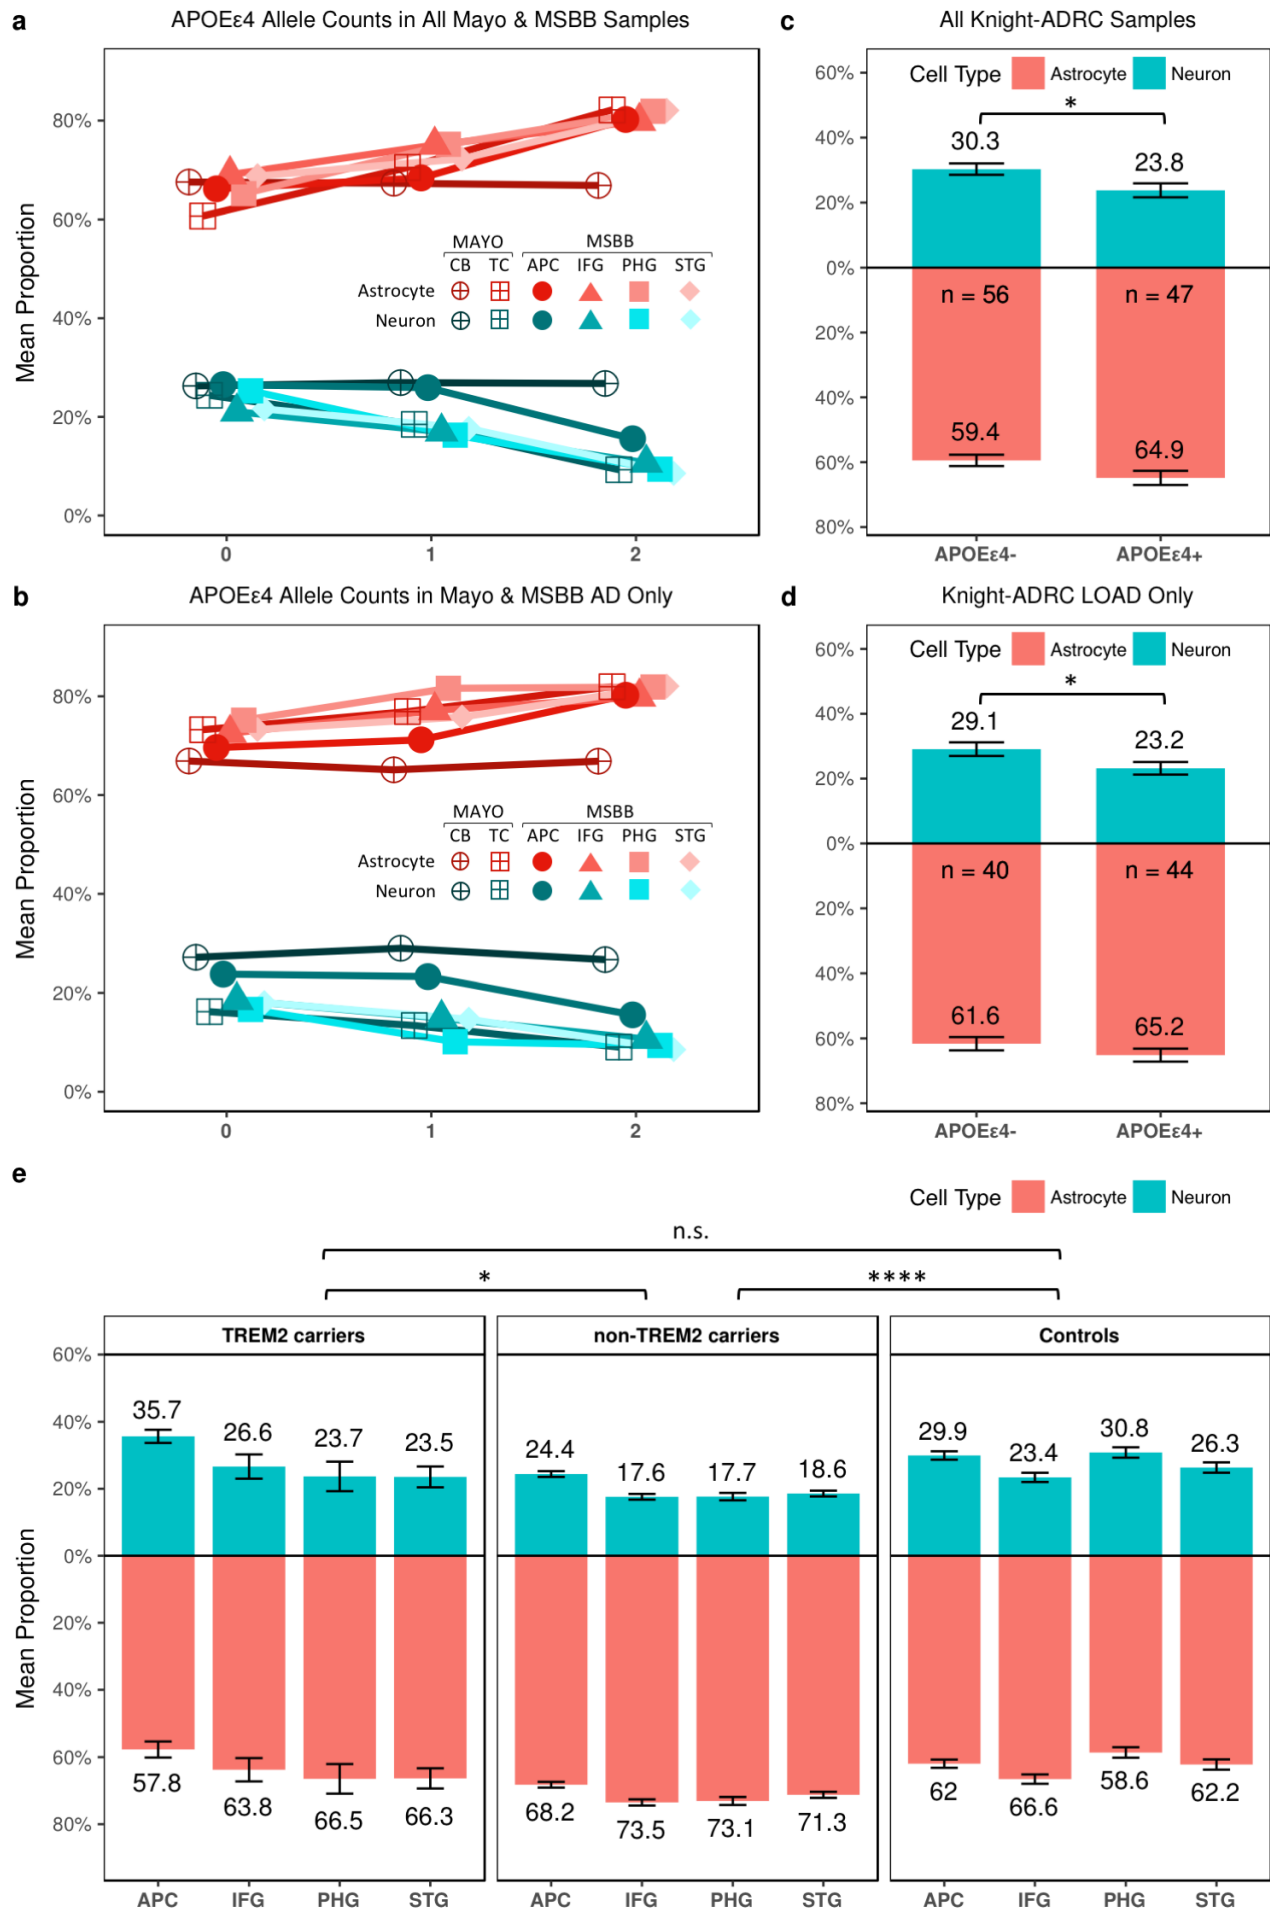 a
APOEε4 Allele Counts in All Mayo & MSBB Samples
Mean Proportion
80%
60%
40%
20%
0%
MAYO MSBB
CB TC APC IFG PHG STG
Astrocyte
Neuron
0 1 2
c
All Knight-ADRC Samples
Cell Type Astrocyte Neuron
*
60%
40%
20%
0%
20%
40%
60%
80%
30.3 23.8
n = 56 n = 47
59.4 64.9
APOEε4- APOEε4+
b
APOEε4 Allele Counts in Mayo & MSBB AD Only
Mean Proportion
80%
60%
40%
20%
0%
MAYO MSBB
CB TC APC IFG PHG STG
Astrocyte
Neuron
0 1 2
d
Knight-ADRC LOAD Only
Cell Type Astrocyte Neuron
*
60%
40%
20%
0%
20%
40%
60%
80%
29.1 23.2
n = 40 n = 44
61.6 65.2
APOEε4- APOEε4+
e
Cell Type Astrocyte Neuron
n.s.
* ****
TREM2 carriers non-TREM2 carriers Controls
Mean Proportion
60%
40%
20%
0%
20%
40%
60%
80%
35.7 26.6 23.7 23.5 24.4 17.6 17.7 18.6 29.9 23.4 30.8 26.3
57.8 63.8 66.5 66.3 68.2 73.5 73.1 71.3 62 66.6 58.6 62.2
APC IFG PHG STG APC IFG PHG STG APC IFG PHG STG